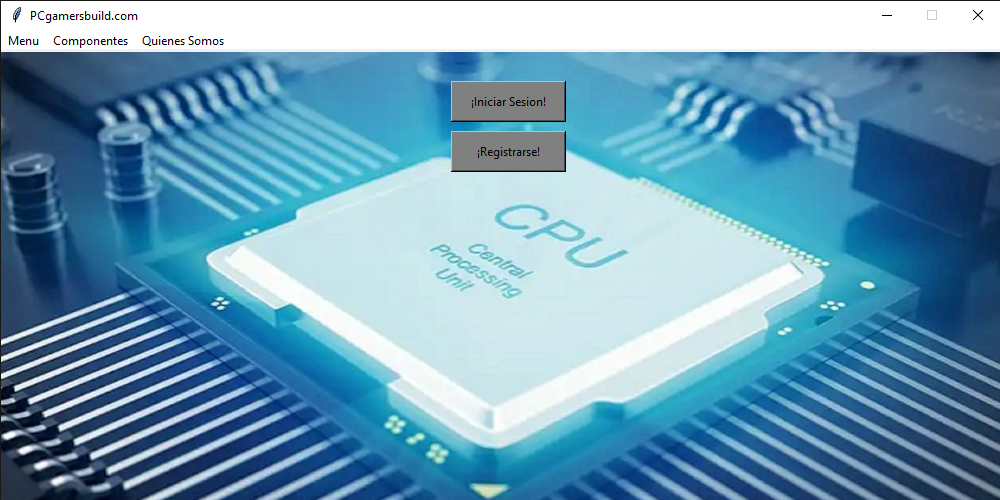 PCgamersbuild.com
Menu Componentes Quienes Somos
¡Iniciar Sesion!
¡Registrarse!
CPU
Central
Processing
Unit